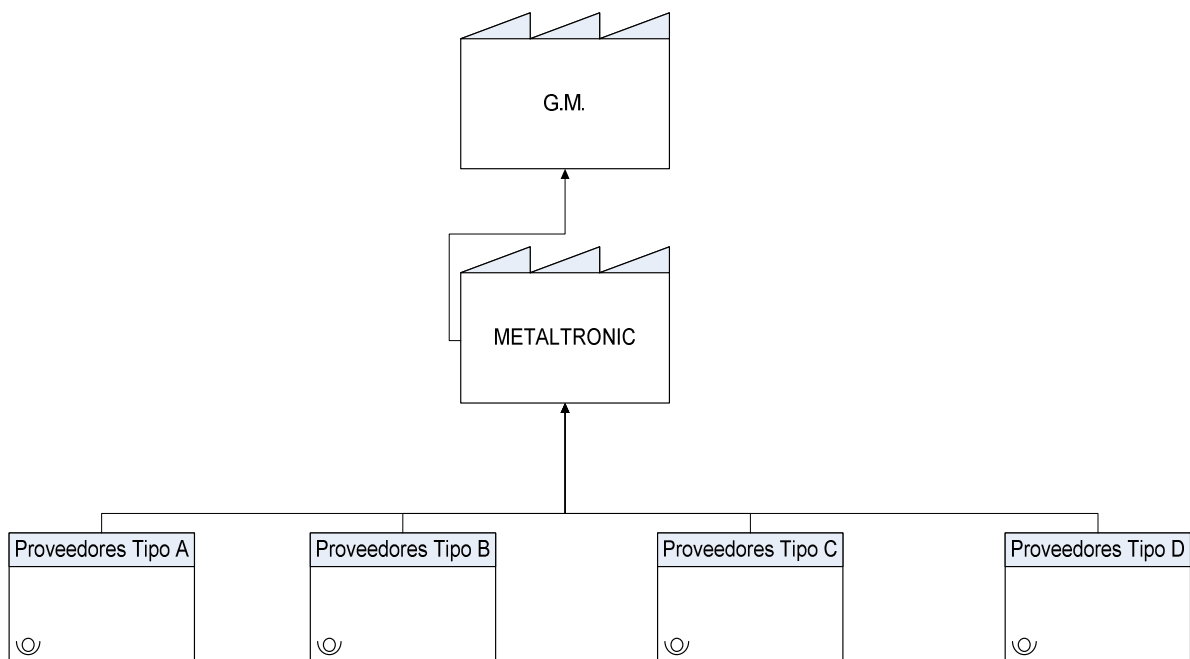 G.M.
METALTRONIC
Proveedores Tipo A
Proveedores Tipo B
Proveedores Tipo C
Proveedores Tipo D